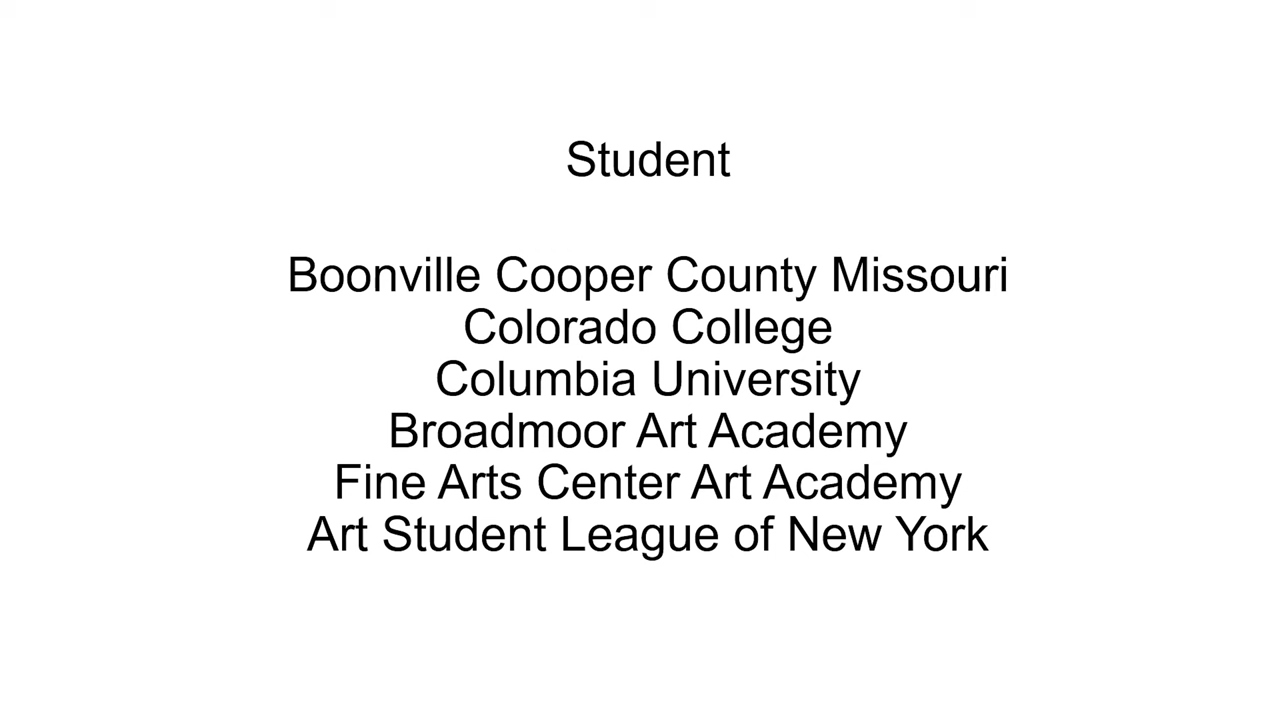 Student
Boonville Cooper County Missouri
Colorado College
Columbia University
Broadmoor Art Academy
Fine Arts Center Art Academy
Art Student League of New York